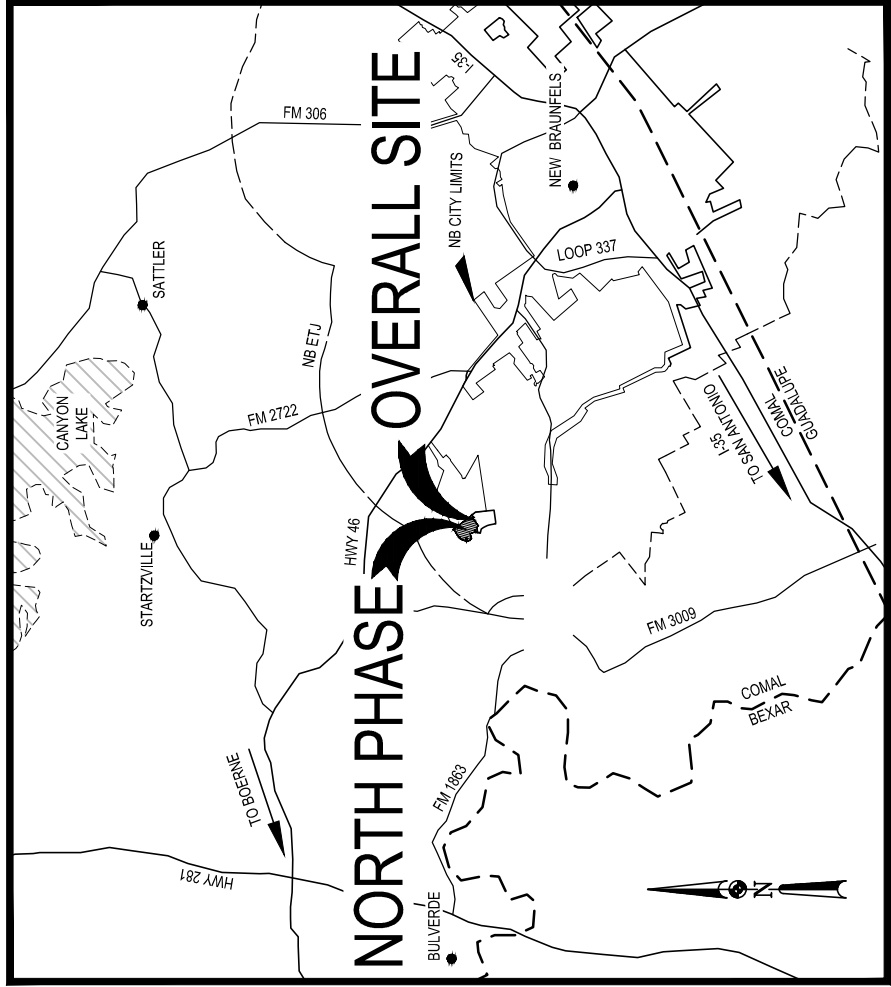 FM 306
I-35
OVERALL SITE
NEW BRAUNFELS
NB CITY LIMITS
SATTLER
LOOP 337
NB ETJ
CANYON
LAKE
FM 2722
COMAL
GUADALUPE
I-35
TO SAN ANTONIO
HWY 46
STARTZVILLE
NORTH PHASE
FM 3009
COMAL
BEXAR
TO BOERNE
FM 1863
HWY 281
BULVERDE
N